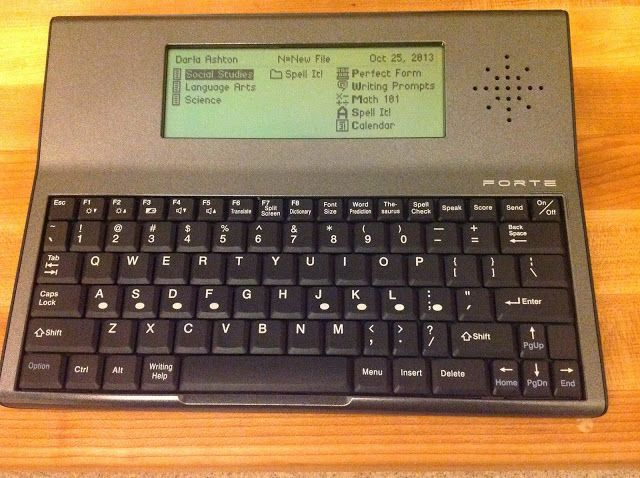 Darla Ashton N=New File Oct 25, 2013
Social Studies Spell It! Perfect Form
Language Arts Writing Prompts
Science Math 101
Spell It!
31 Calendar
FORTE
Esc F1 F2 F3 F4 F5 F6 Translate F7 Split Screen F8 Dictionary Font Size Word Prediction The-saurus Spell Check Speak Score Send On/Off
~ ` ! 1 @ 2 # 3 $ 4 % 5 ^ 6 & 7 * 8 ( 9 ) 0 — - + = Back Space ←
Tab Q W E R T Y U I O P { [ } ] | \
Caps Lock A S D F G H J K L : ; " ' ↵ Enter
⇧ Shift Z X C V B N M < , > . ? / ⇧ Shift ↑ PgUp
Option Ctrl Alt Writing Help Menu Insert Delete ← Home ↓ PgDn → End